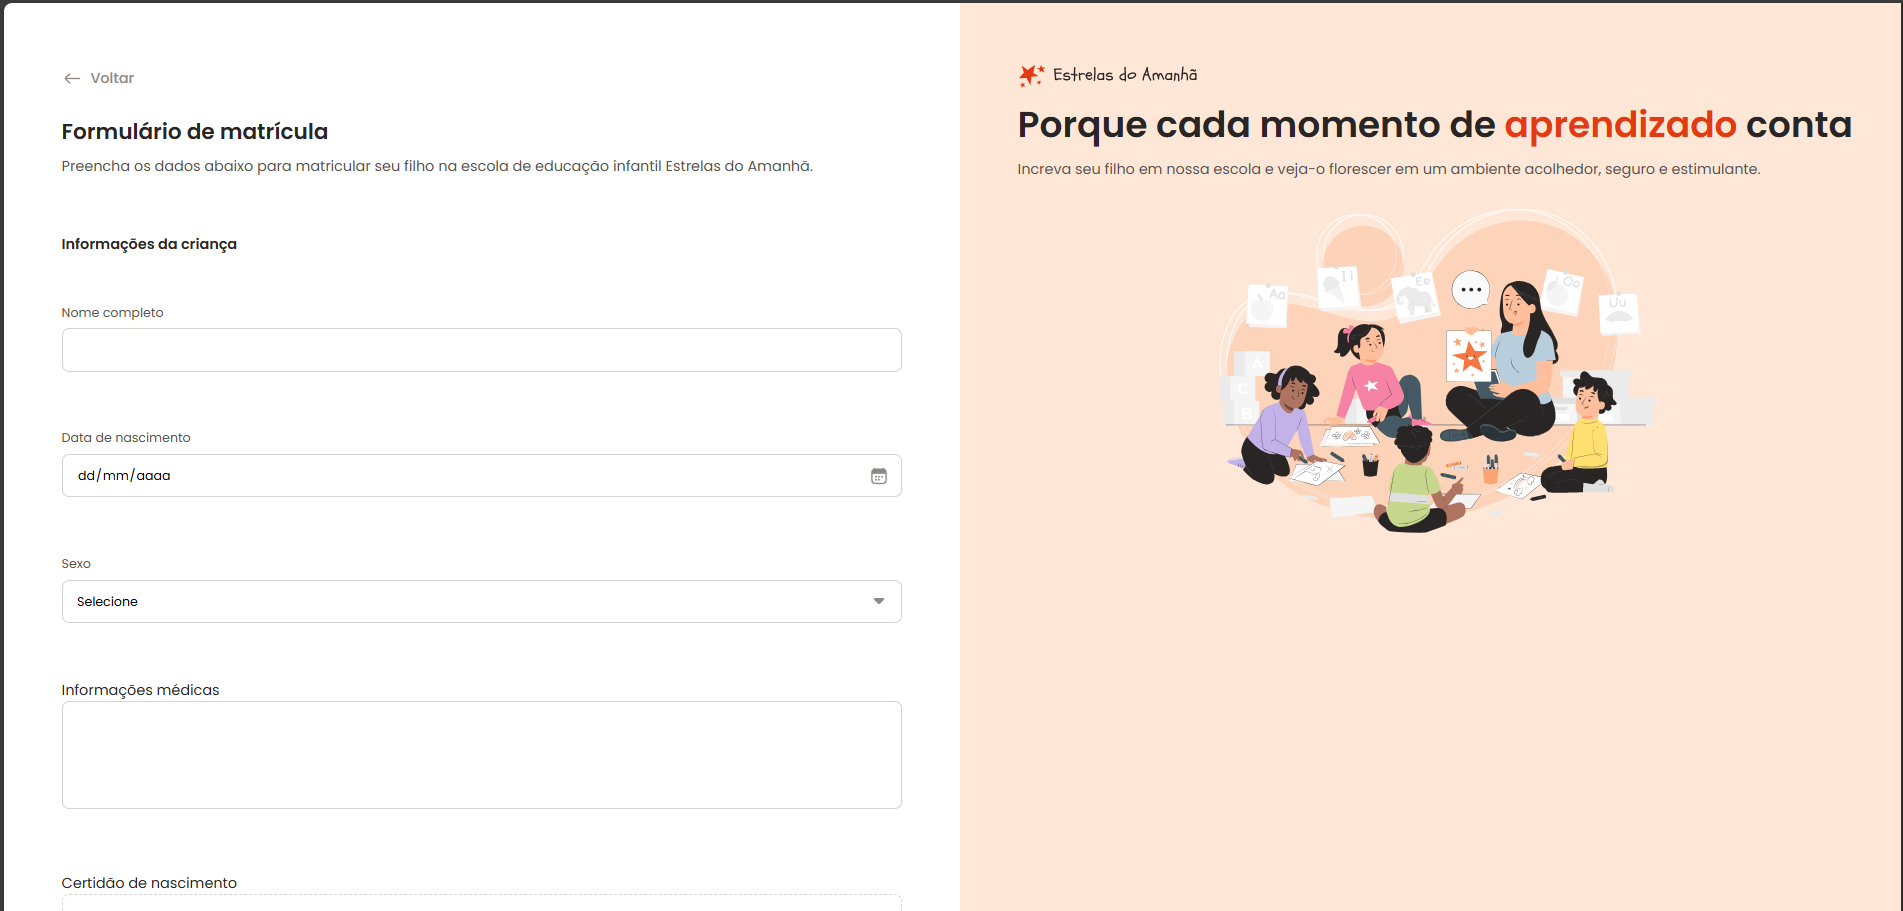 Voltar
Formulário de matrícula
Preencha os dados abaixo para matricular seu filho na escola de educação infantil Estrelas do Amanhã.
Informações da criança
Nome completo
Data de nascimento
dd/mm/aaaa
Sexo
Selecione
Informações médicas
Certidão de nascimento
Estrelas do Amanhã
Porque cada momento de aprendizado conta
Increva seu filho em nossa escola e veja-o florescer em um ambiente acolhedor, seguro e estimulante.
Aa
Ii
Ee
Oo
Uu
A
C
B